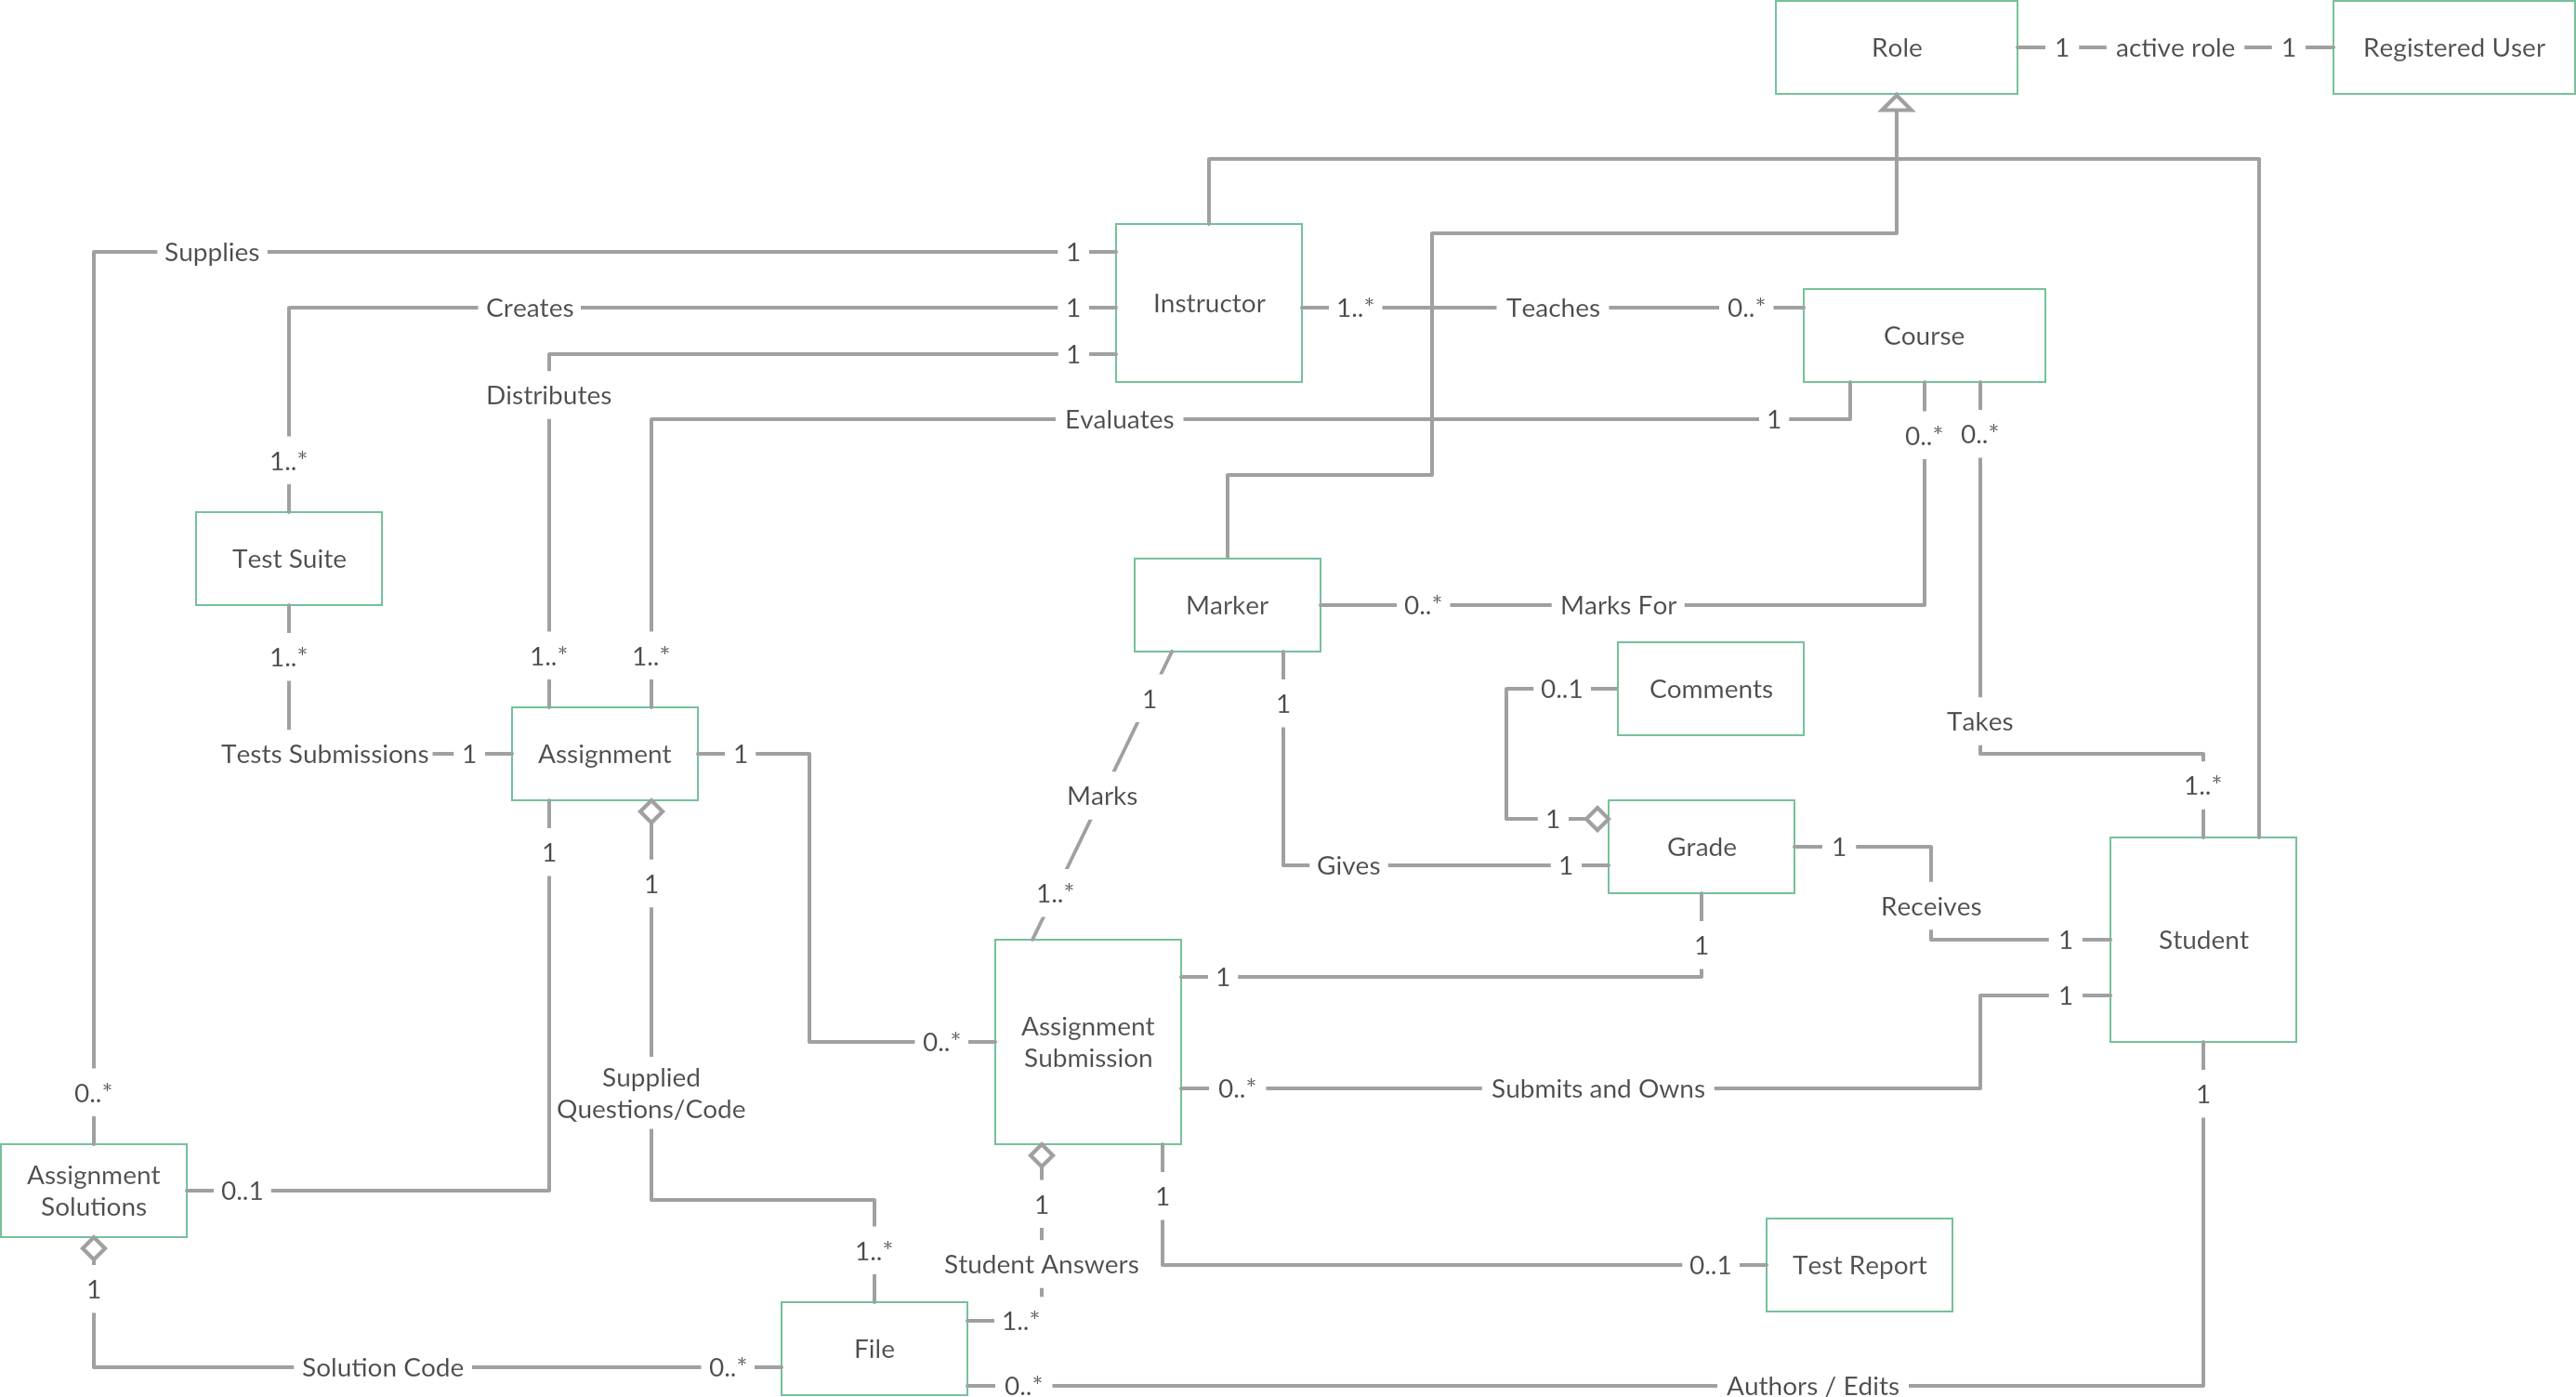 Role
1
active role
1
Registered User
Supplies
1
Creates
1
Instructor
1..*
Teaches
0..*
Course
1
Distributes
Evaluates
1
0..*
0..*
1..*
Test Suite
Marker
0..*
Marks For
1..*
1..*
1..*
1
1
0..1
Comments
Takes
Tests Submissions
1
Assignment
1
Marks
1..*
1
1
Grade
1
1
1
Gives
1
1..*
Receives
1
Student
1
1
1
Assignment
Submission
0..*
Supplied
Questions/Code
0..*
Submits and Owns
0..*
1
Assignment
Solutions
0..1
1
1
1..*
Student Answers
0..1
Test Report
1
1..*
File
Solution Code
0..*
0..*
Authors / Edits